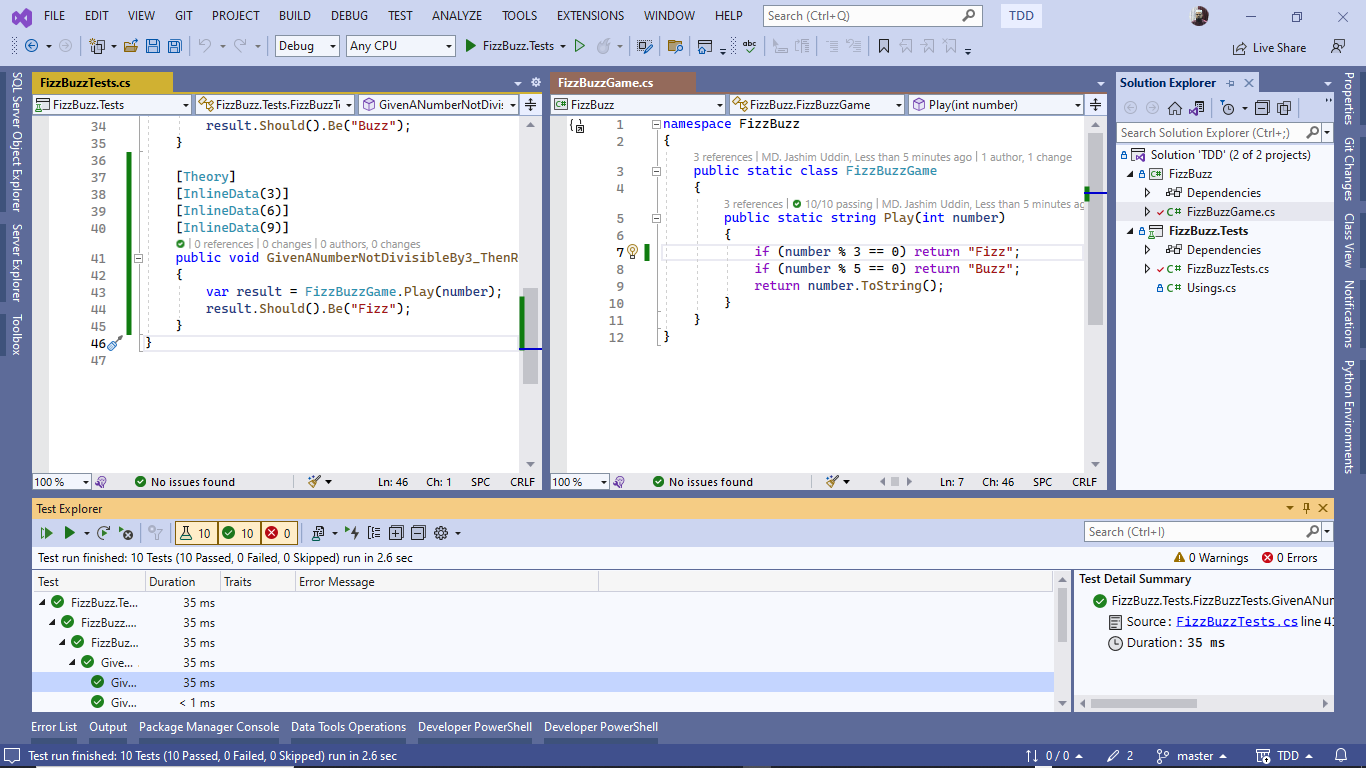 FILE EDIT VIEW GIT PROJECT BUILD DEBUG TEST ANALYZE TOOLS EXTENSIONS WINDOW HELP Search (Ctrl+Q) TDD
Debug Any CPU FizzBuzz.Tests Live Share
SQL Server Object Explorer
Server Explorer
Toolbox
FizzBuzzTests.cs
FizzBuzz.Tests FizzBuzz.Tests.FizzBuzzT GivenANumberNotDivis
34 result.Should().Be("Buzz");
35 }
36
37 [Theory]
38 [InlineData(3)]
39 [InlineData(6)]
40 [InlineData(9)]
0 references | 0 changes | 0 authors, 0 changes
41 public void GivenANumberNotDivisibleBy3_ThenR
42 {
43 var result = FizzBuzzGame.Play(number);
44 result.Should().Be("Fizz");
45 }
46 }
47
100 % No issues found Ln: 46 Ch: 1 SPC CRLF
FizzBuzzGame.cs
FizzBuzz FizzBuzz.FizzBuzzGame Play(int number)
1 namespace FizzBuzz
2 {
3 references | MD. Jashim Uddin, Less than 5 minutes ago | 1 author, 1 change
3 public static class FizzBuzzGame
4 {
3 references | 10/10 passing | MD. Jashim Uddin, Less than 5 minutes ag
5 public static string Play(int number)
6 {
7 if (number % 3 == 0) return "Fizz";
8 if (number % 5 == 0) return "Buzz";
9 return number.ToString();
10 }
11 }
12 }
100 % No issues found Ln: 7 Ch: 46 SPC CRLF
Solution Explorer
Search Solution Explorer (Ctrl+;)
Solution 'TDD' (2 of 2 projects)
FizzBuzz
Dependencies
C# FizzBuzzGame.cs
FizzBuzz.Tests
Dependencies
C# FizzBuzzTests.cs
C# Usings.cs
Properties
Git Changes
Class View
Notifications
Python Environments
Test Explorer
10 10 0 Search (Ctrl+I)
Test run finished: 10 Tests (10 Passed, 0 Failed, 0 Skipped) run in 2.6 sec 0 Warnings 0 Errors
Test Duration Traits Error Message
FizzBuzz.Te... 35 ms
FizzBuzz.... 35 ms
FizzBuz... 35 ms
Give... 35 ms
Giv... 35 ms
Giv... < 1 ms
Test Detail Summary
FizzBuzz.Tests.FizzBuzzTests.GivenANur
Source: FizzBuzzTests.cs line 41
Duration: 35 ms
Error List Output Package Manager Console Data Tools Operations Developer PowerShell Developer PowerShell
Test run finished: 10 Tests (10 Passed, 0 Failed, 0 Skipped) run in 2.6 sec 0 / 0 2 master TDD